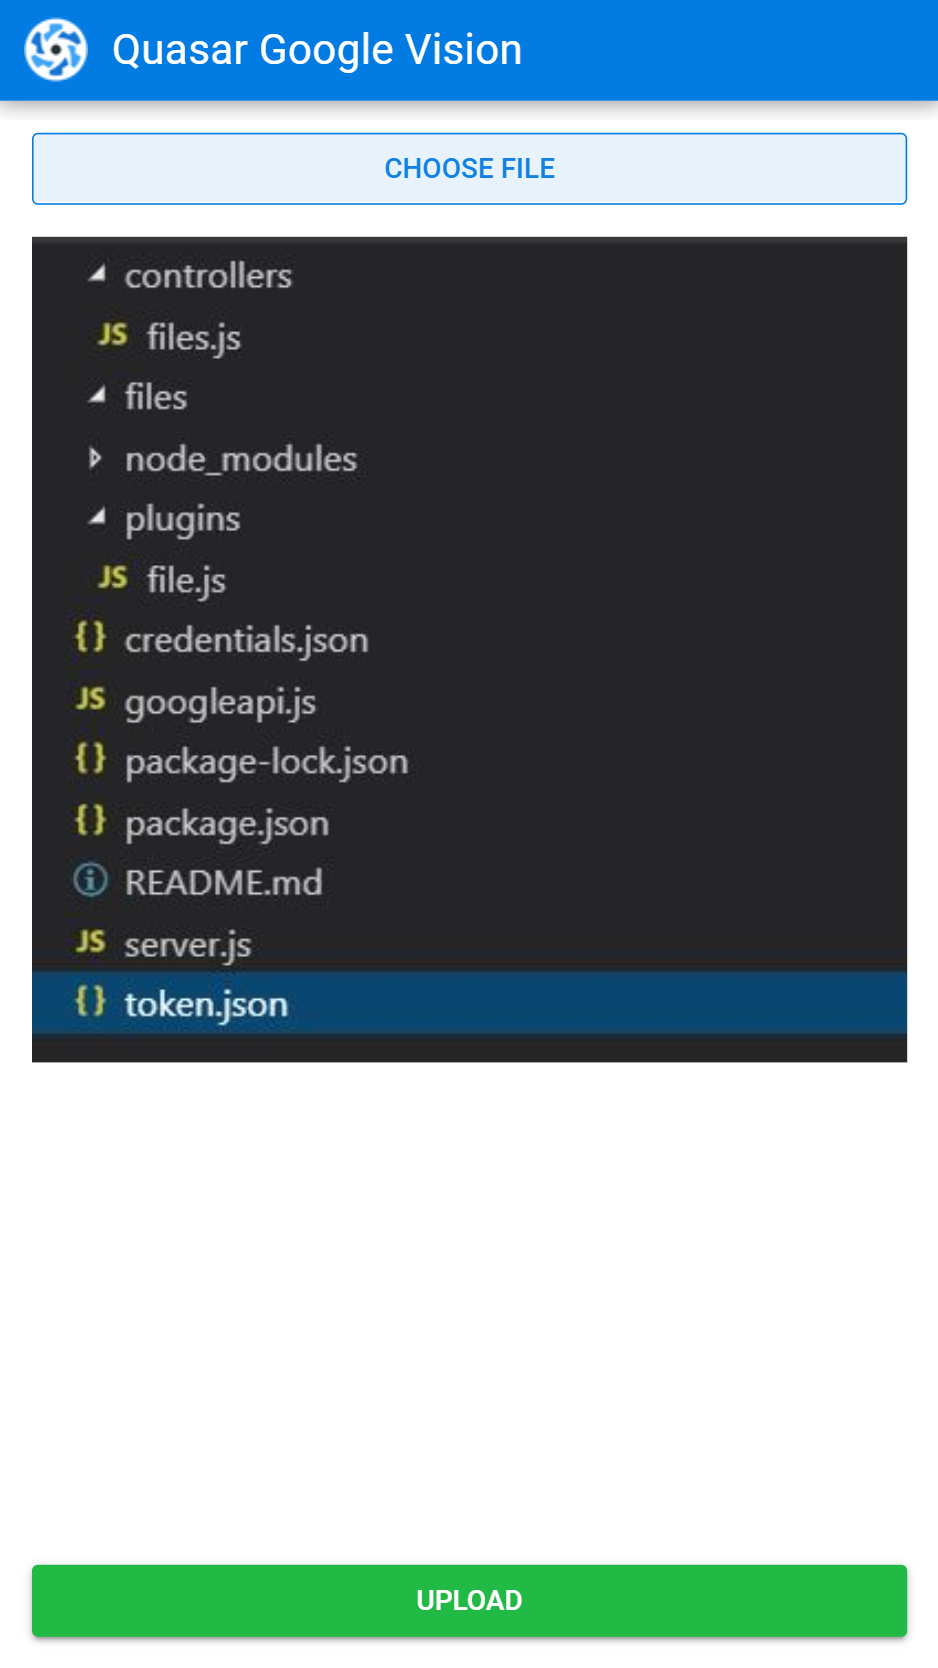 Quasar Google Vision
CHOOSE FILE
controllers
JS files.js
files
node_modules
plugins
JS file.js
{} credentials.json
JS googleapi.js
{} package-lock.json
{} package.json
README.md
JS server.js
{} token.json
UPLOAD